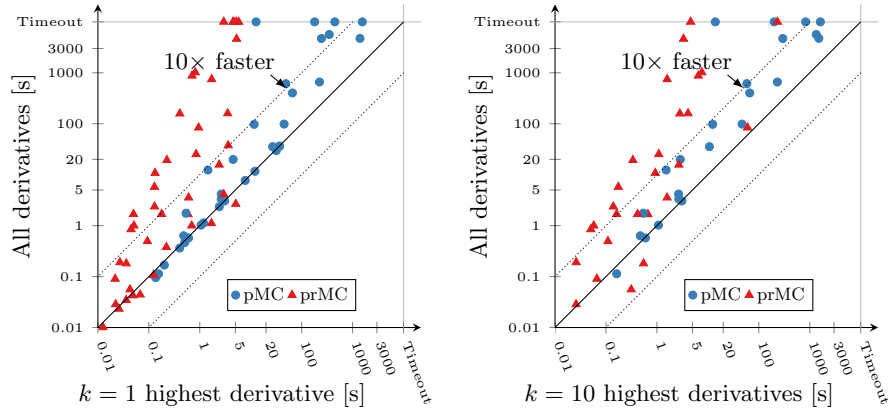 Timeout
3000
1000
100
20
5
1
0.1
0.01
All derivatives [s]
10× faster
pMC prMC
0.01 0.1 1 5 20 100 1000 3000 Timeout
k = 1 highest derivative [s]
Timeout
3000
1000
100
20
10
5
1
0.1
0.01
All derivatives [s]
10× faster
pMC prMC
0.01 0.1 1 5 20 100 1000 3000 Timeout
k = 10 highest derivatives [s]